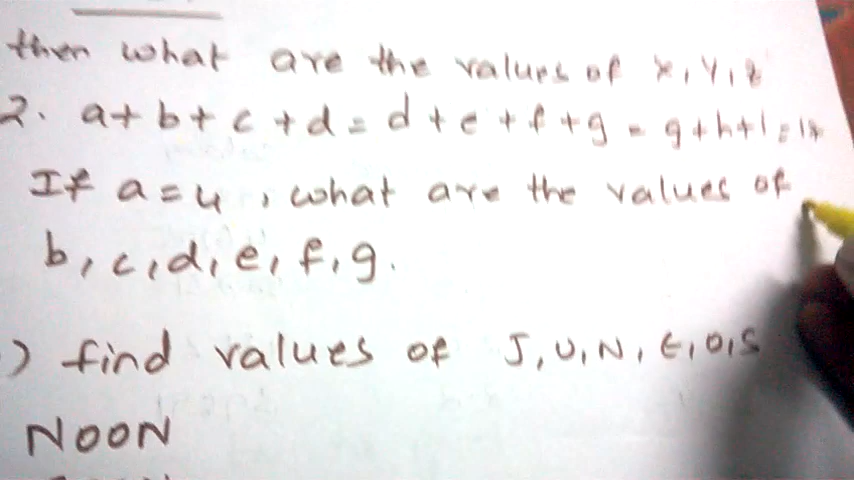 then what are the values of x, y, z
2. a+b+c+d = d+e+f+g = g+h+i = 17
If a=4, what are the values of
b, c, d, e, f, g.
) find values of J, U, N, E, O, S
NOON